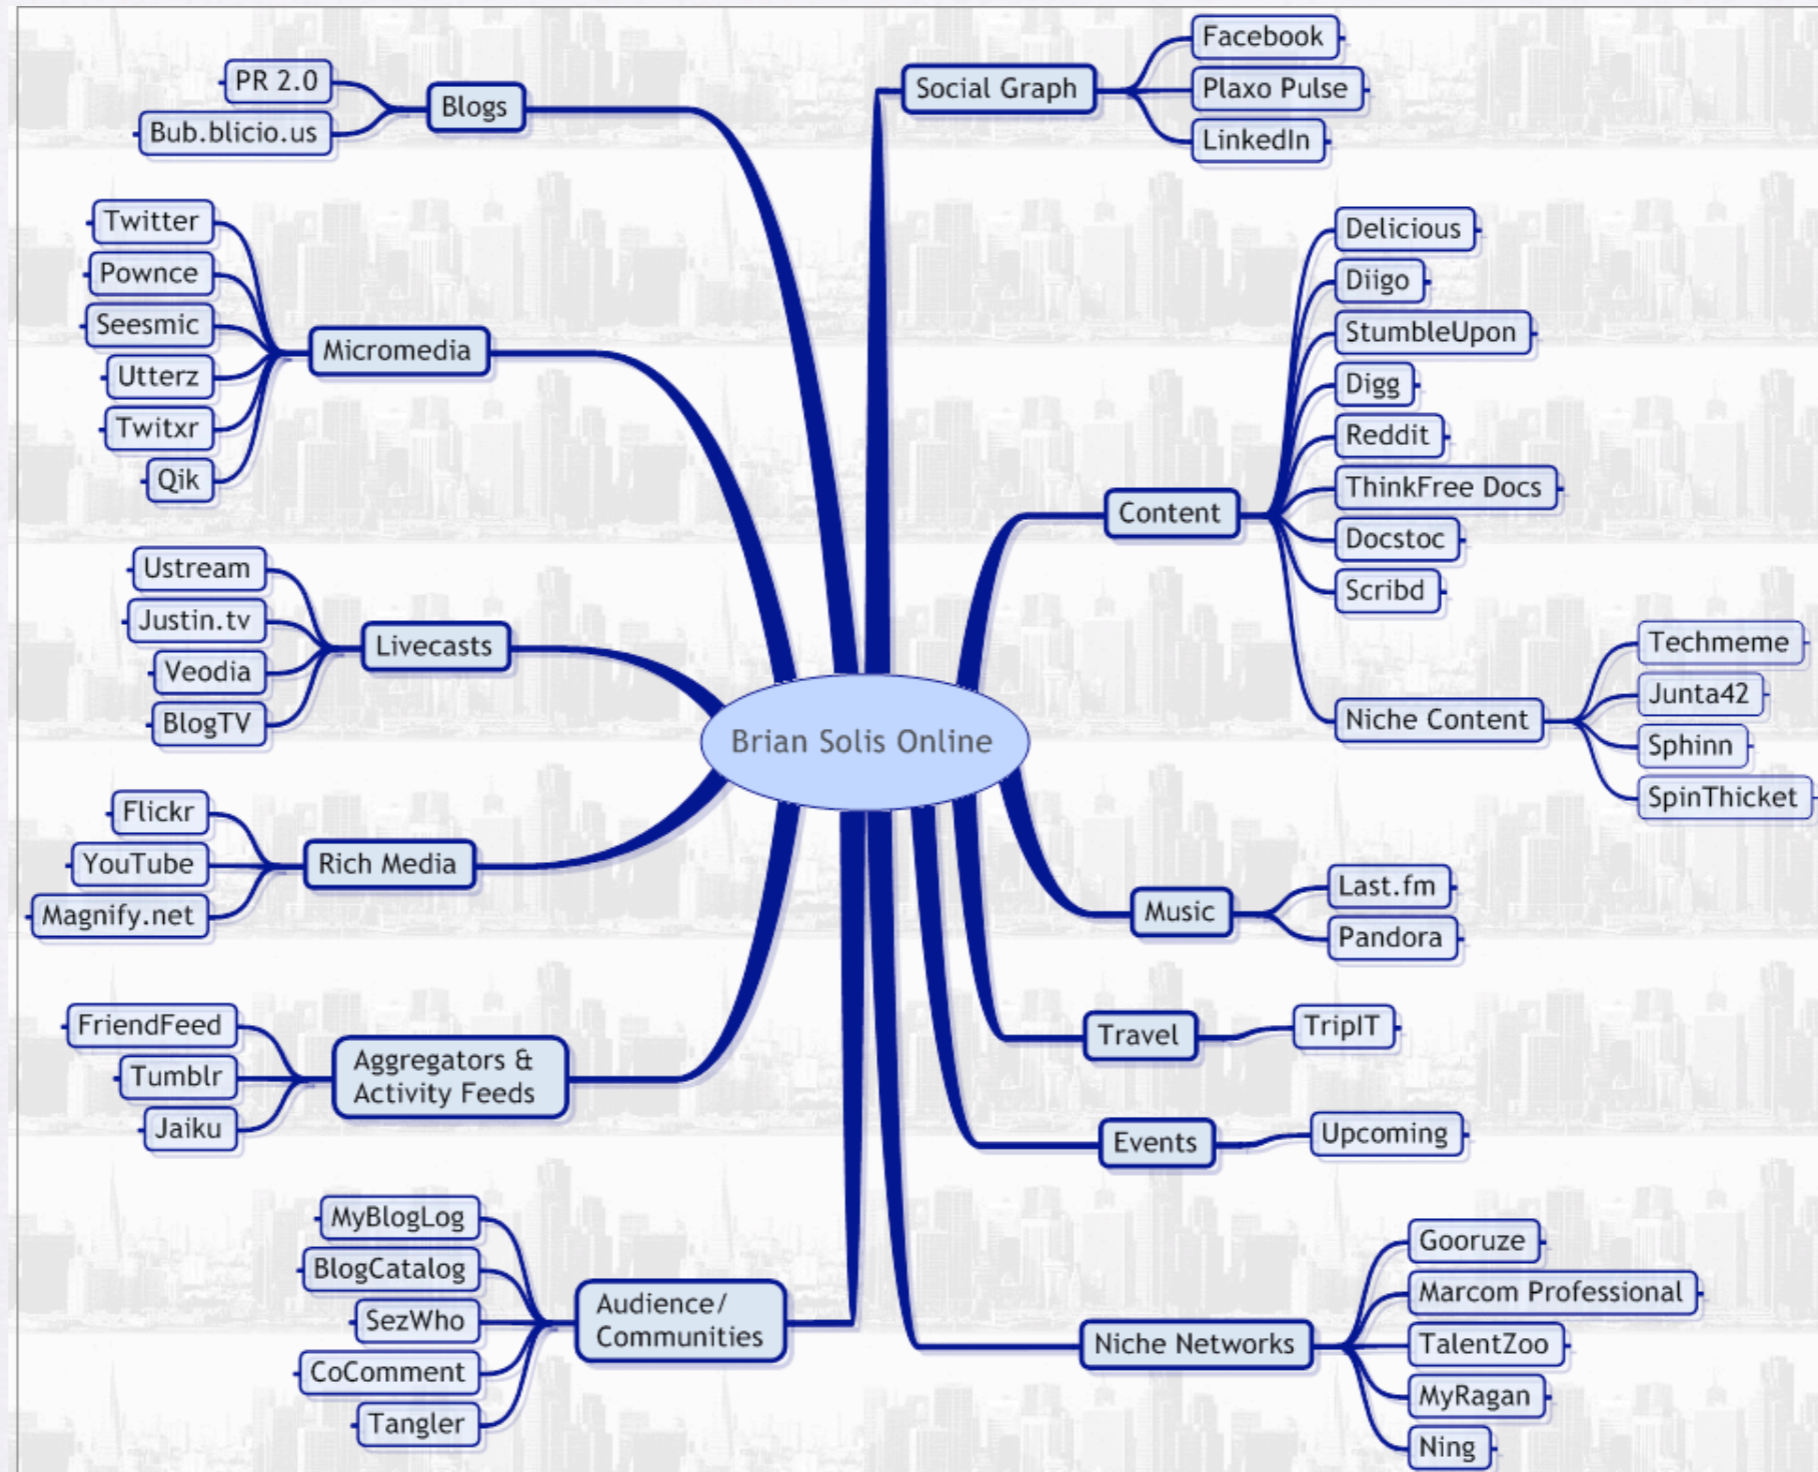 Brian Solis Online
Blogs
PR 2.0
Bub.blicio.us
Micromedia
Twitter
Pownce
Seesmic
Utterz
Twitxr
Qik
Livecasts
Ustream
Justin.tv
Veodia
BlogTV
Rich Media
Flickr
YouTube
Magnify.net
Aggregators &
Activity Feeds
FriendFeed
Tumblr
Jaiku
Audience/
Communities
MyBlogLog
BlogCatalog
SezWho
CoComment
Tangler
Social Graph
Facebook
Plaxo Pulse
LinkedIn
Content
Delicious
Diigo
StumbleUpon
Digg
Reddit
ThinkFree Docs
Docstoc
Scribd
Niche Content
Techmeme
Junta42
Sphinn
SpinThicket
Music
Last.fm
Pandora
Travel
TripIT
Events
Upcoming
Niche Networks
Gooruze
Marcom Professional
TalentZoo
MyRagan
Ning